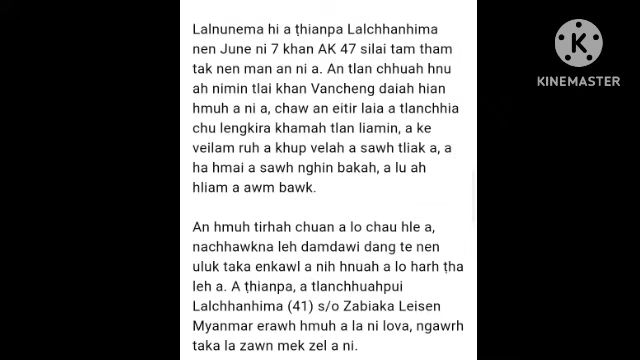 Lalnunema hi a ṭhianpa Lalchhanhima
nen June ni 7 khan AK 47 silai tam tham
tak nen man an ni a. An tlan chhuah hnu
ah nimin tlai khan Vancheng daiah hian
hmuh a ni a, chaw an eitir laia a tlanchhia
chu lengkira khamah tlan liamin, a ke
veilam ruh a khup velah a sawh tliak a, a
ha hmai a sawh nghin bakah, a lu ah
hliam a awm bawk.
An hmuh tirhah chuan a lo chau hle a,
nachhawkna leh damdawi dang te nen
uluk taka enkawl a nih hnuah a lo harh ṭha
leh a. A ṭhianpa, a tlanchhuahpui
Lalchhanhima (41) s/o Zabiaka Leisen
Myanmar erawh hmuh a la ni lova, ngawrh
taka la zawn mek zel a ni.
KINEMASTER